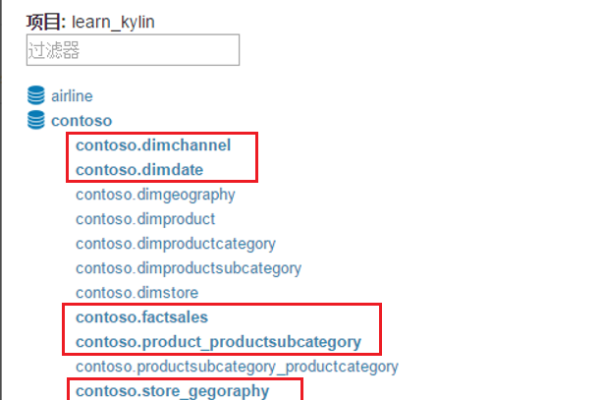 项目: learn_kylin
过滤器
airline
contoso
contoso.dimchannel
contoso.dimdate
contoso.dimgeography
contoso.dimproduct
contoso.dimproductcategory
contoso.dimproductsubcategory
contoso.dimstore
contoso.factsales
contoso.product_productsubcategory
contoso.productsubcategory_productcategory
contoso.store_gegoraphy